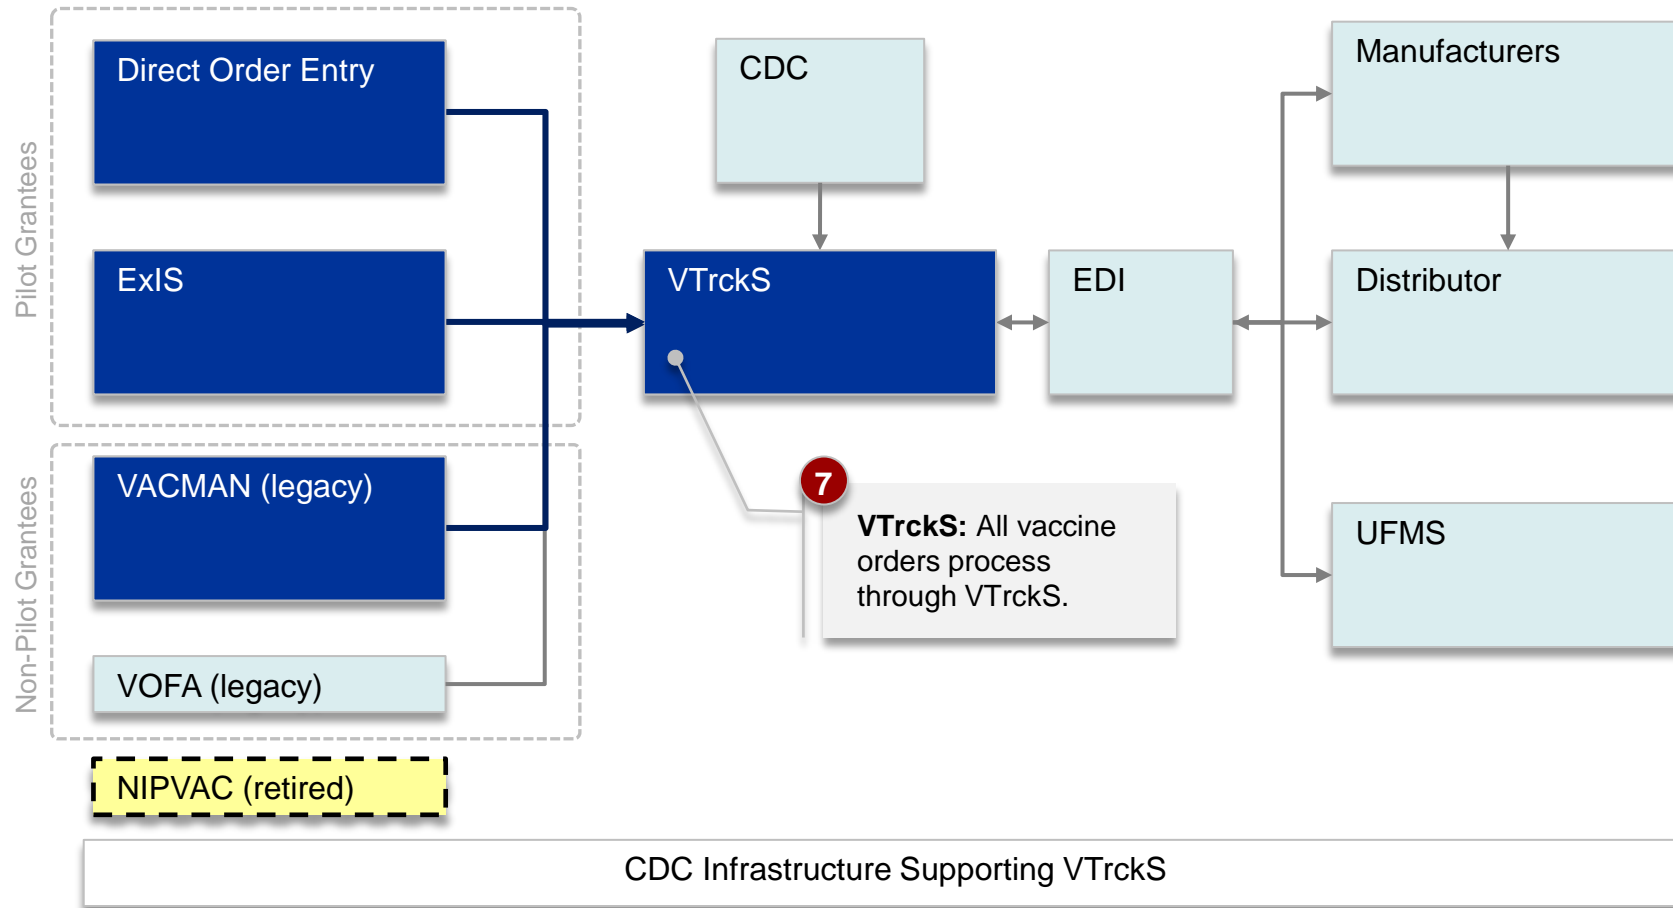 Pilot Grantees
Direct Order Entry
ExIS
Non-Pilot Grantees
VACMAN (legacy)
VOFA (legacy)
NIPVAC (retired)
CDC
VTrckS
EDI
Manufacturers
Distributor
UFMS
7
VTrckS: All vaccine
orders process
through VTrckS.
CDC Infrastructure Supporting VTrckS